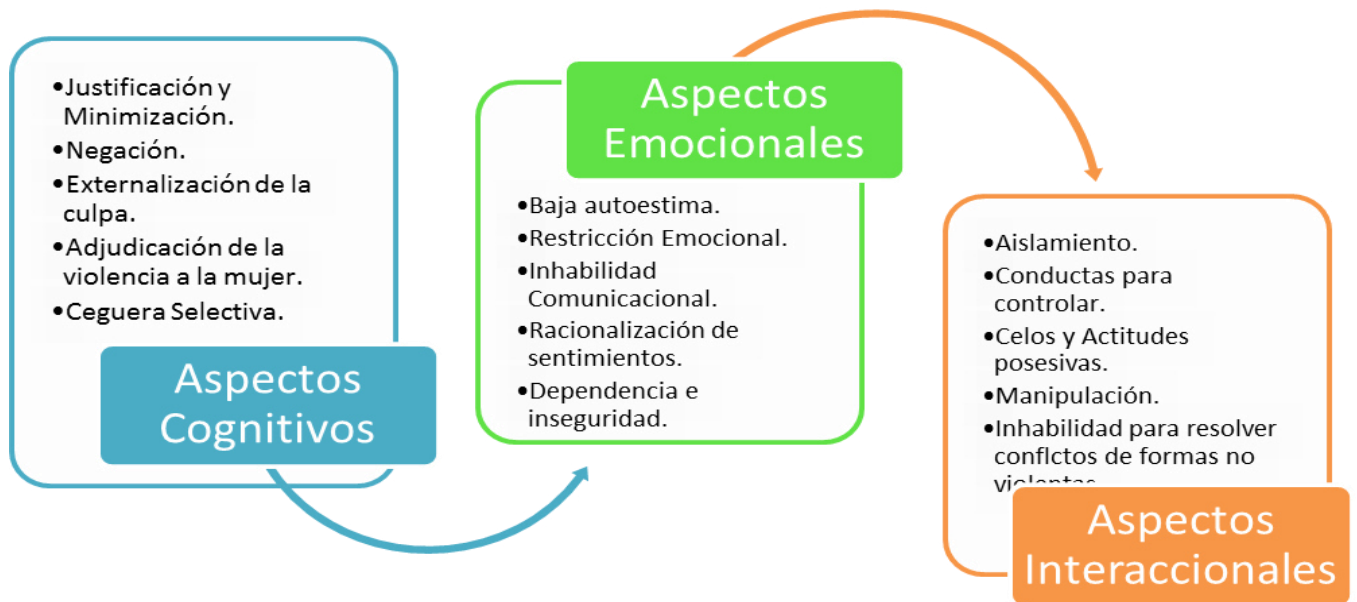 •Justificación y
Minimización.
•Negación.
•Externalización de la
culpa.
•Adjudicación de la
violencia a la mujer.
•Ceguera Selectiva.
Aspectos
Cognitivos
Aspectos
Emocionales
•Baja autoestima.
•Restricción Emocional.
•Inhabilidad
Comunicacional.
•Racionalización de
sentimientos.
•Dependencia e
inseguridad.
•Aislamiento.
•Conductas para
controlar.
•Celos y Actitudes
posesivas.
•Manipulación.
•Inhabilidad para resolver
conflctos de formas no
violentas
Aspectos
Interaccionales